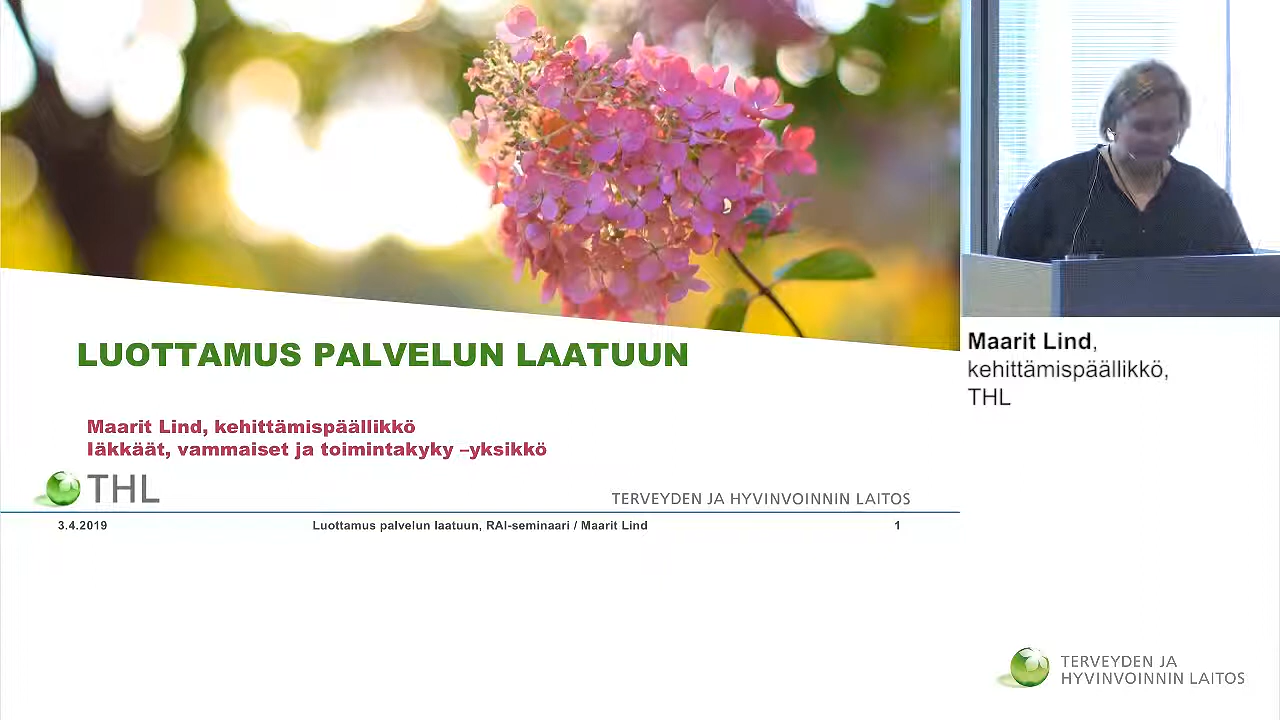 LUOTTAMUS PALVELUN LAATUUN
Maarit Lind, kehittämispäällikkö
Iäkkäät, vammaiset ja toimintakyky –yksikkö
THL
TERVEYDEN JA HYVINVOINNIN LAITOS
3.4.2019
Luottamus palvelun laatuun, RAI-seminaari / Maarit Lind
1
Maarit Lind,
kehittämispäällikkö,
THL
TERVEYDEN JA
HYVINVOINNIN LAITOS